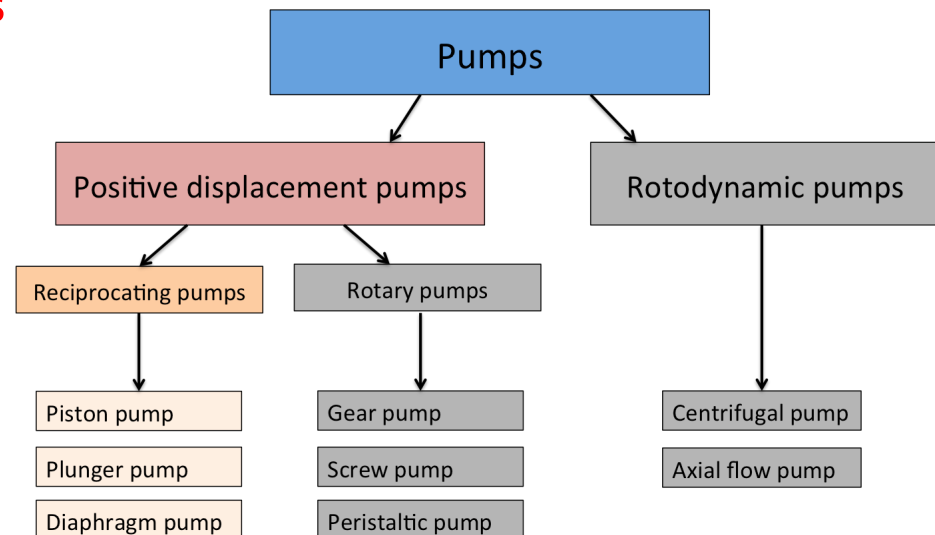 Pumps
Positive displacement pumps
Rotodynamic pumps
Reciprocating pumps
Rotary pumps
Piston pump
Gear pump
Centrifugal pump
Plunger pump
Screw pump
Axial flow pump
Diaphragm pump
Peristaltic pump